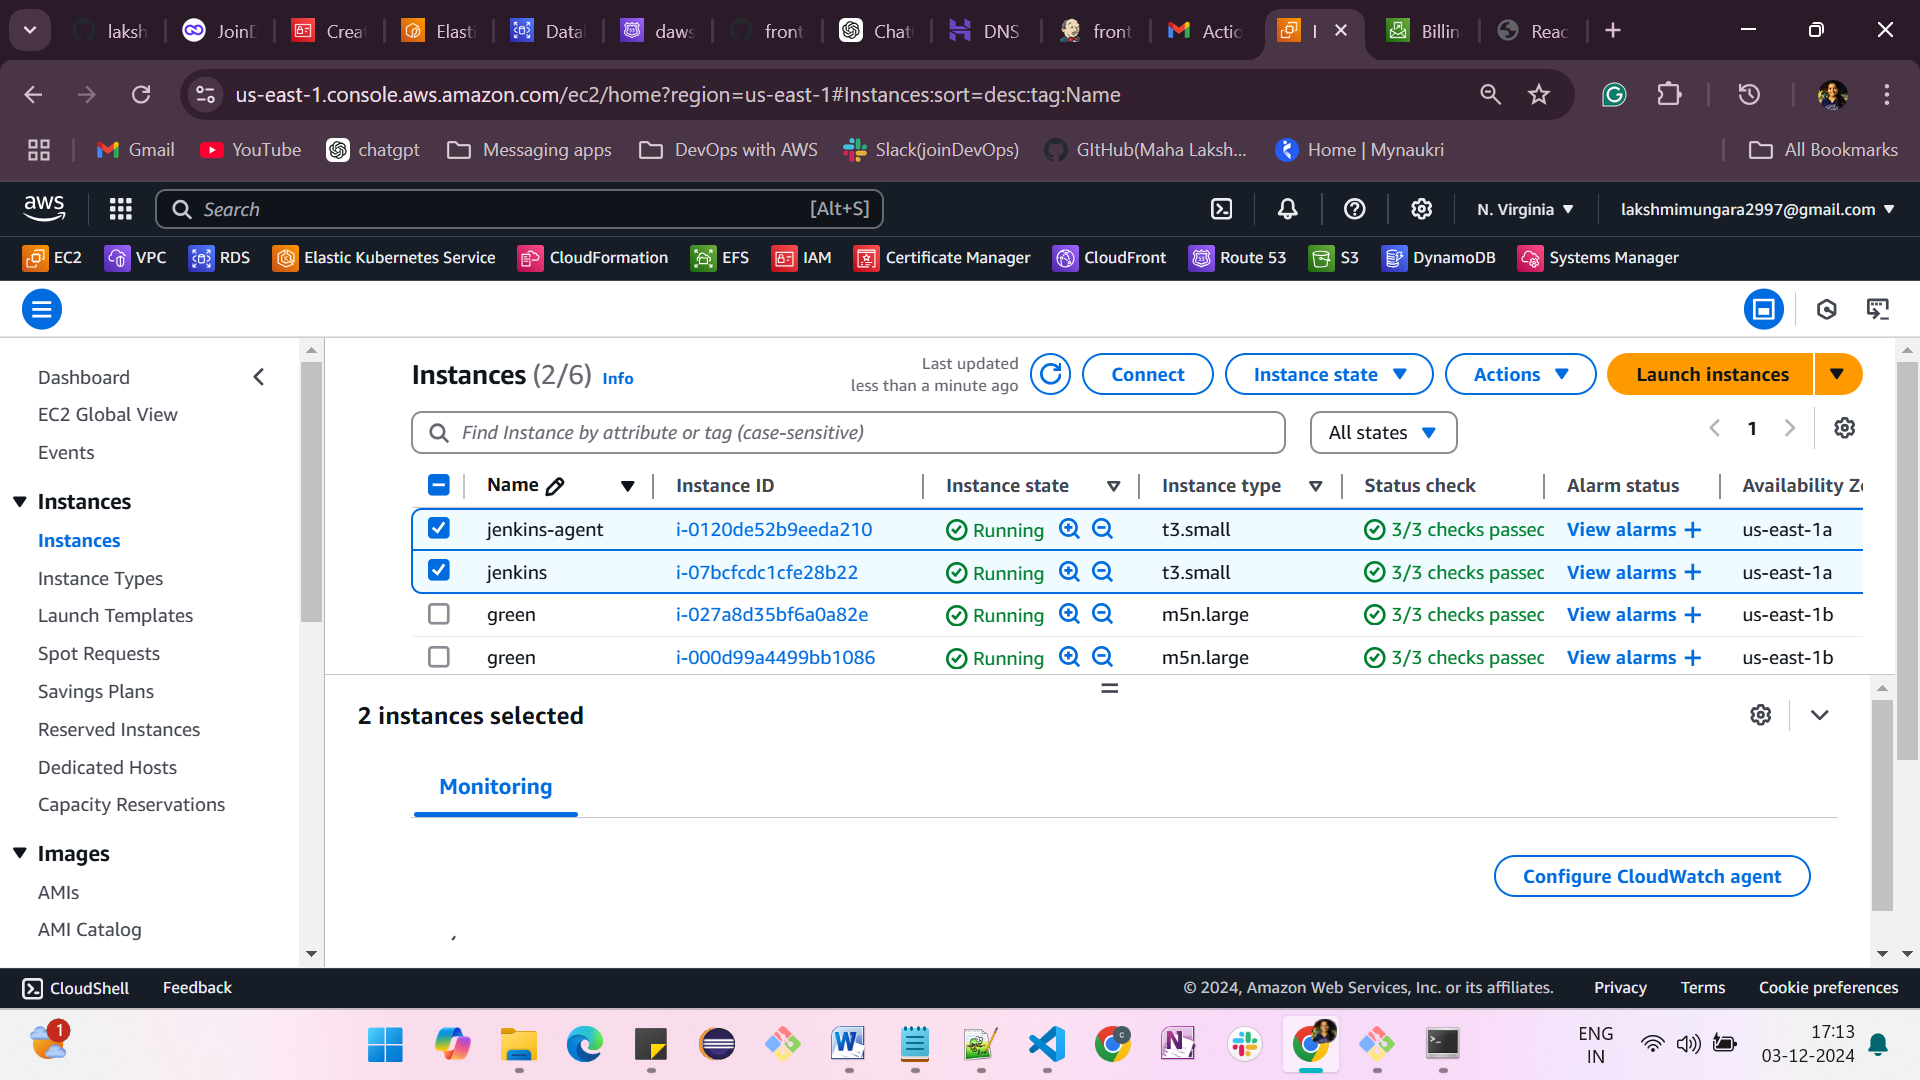 laksh
JoinD
Creat
Elasti
Datal
daws
front
Chat
DNS
front
Actio
I
Billin
Reac
us-east-1.console.aws.amazon.com/ec2/home?region=us-east-1#Instances:sort=desc:tag:Name
Gmail
YouTube
chatgpt
Messaging apps
DevOps with AWS
Slack(joinDevOps)
GItHub(Maha Laksh...
Home | Mynaukri
All Bookmarks
aws
Search
[Alt+S]
N. Virginia
lakshmimungara2997@gmail.com
EC2
VPC
RDS
Elastic Kubernetes Service
CloudFormation
EFS
IAM
Certificate Manager
CloudFront
Route 53
S3
DynamoDB
Systems Manager
Dashboard
EC2 Global View
Events
Instances
Instances
Instance Types
Launch Templates
Spot Requests
Savings Plans
Reserved Instances
Dedicated Hosts
Capacity Reservations
Images
AMIs
AMI Catalog
Instances (2/6) Info
Last updated
less than a minute ago
Connect
Instance state
Actions
Launch instances
Find Instance by attribute or tag (case-sensitive)
All states
1
Name Instance ID Instance state Instance type Status check Alarm status Availability Zo
jenkins-agent i-0120de52b9eeda210 Running t3.small 3/3 checks passed View alarms + us-east-1a
jenkins i-07bcfcdc1cfe28b22 Running t3.small 3/3 checks passed View alarms + us-east-1a
green i-027a8d35bf6a0a82e Running m5n.large 3/3 checks passed View alarms + us-east-1b
green i-000d99a4499bb1086 Running m5n.large 3/3 checks passed View alarms + us-east-1b
2 instances selected
Monitoring
Configure CloudWatch agent
CloudShell
Feedback
© 2024, Amazon Web Services, Inc. or its affiliates.
Privacy
Terms
Cookie preferences
1
ENG
IN
17:13
03-12-2024